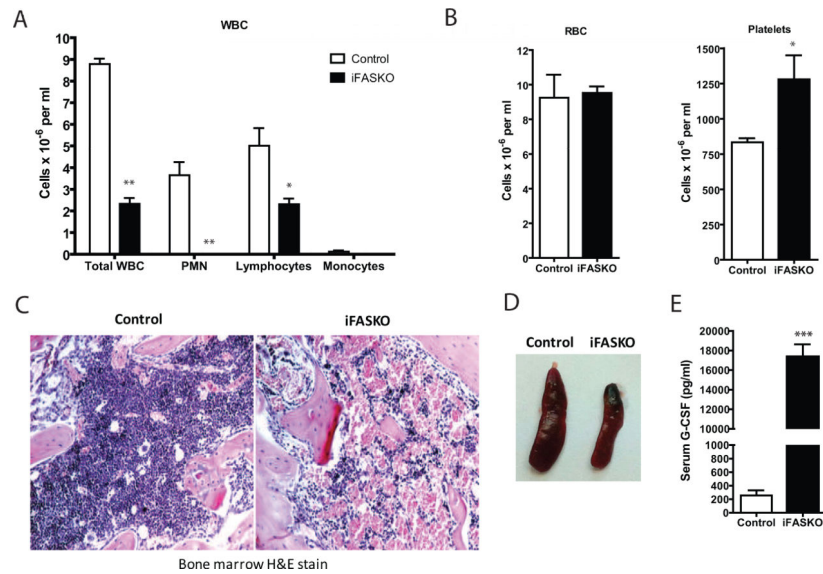 A
WBC
Control
iFASKO
Cells x 10⁻⁶ per ml
10
9
8
7
6
5
4
3
2
1
0
**
**
*
Total WBC PMN Lymphocytes Monocytes
B
RBC
Cells x 10⁻⁶ per ml
12
10
8
6
4
2
0
Control iFASKO
Platelets
*
Cells x 10⁻⁶ per ml
1500
1250
1000
750
500
250
0
Control iFASKO
C
Control iFASKO
Bone marrow H&E stain
D
Control iFASKO
E
***
Serum G-CSF (pg/ml)
20000
18000
16000
14000
12000
10000
1000
800
600
400
200
0
Control iFASKO